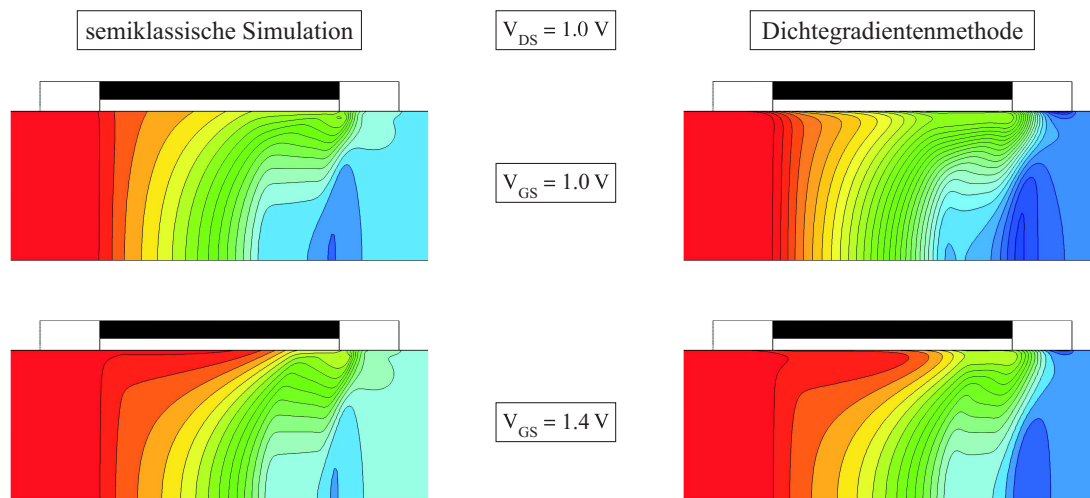 semiklassische Simulation
V_DS = 1.0 V
Dichtegradientenmethode
V_GS = 1.0 V
V_GS = 1.4 V